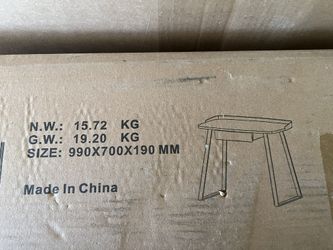 N.W.: 15.72 KG
G.W.: 19.20 KG
SIZE: 990X700X190 MM
Made In China